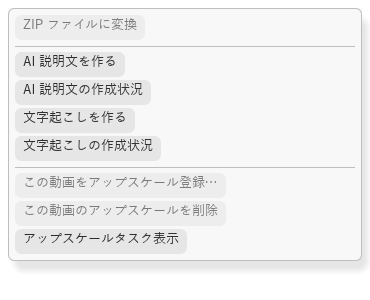 ZIP ファイルに変換
AI 説明文を作る
AI 説明文の作成状況
文字起こしを作る
文字起こしの作成状況
この動画をアップスケール登録…
この動画のアップスケールを削除
アップスケールタスク表示